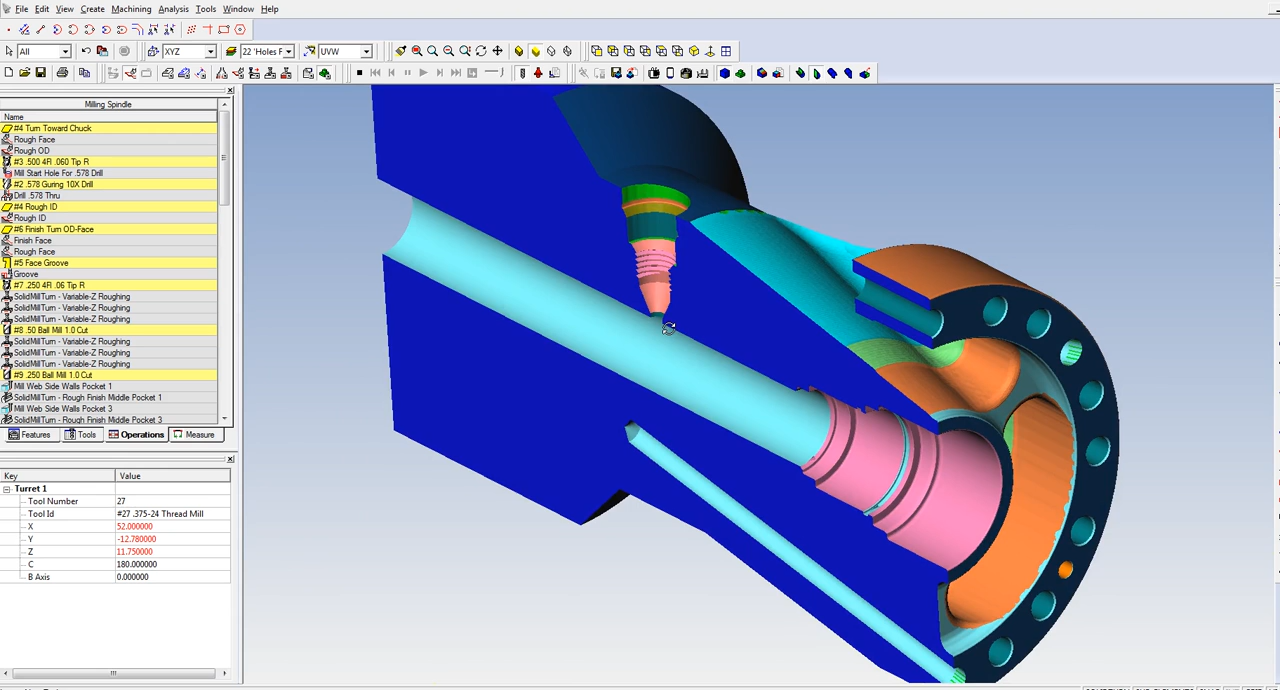 File Edit View Create Machining Analysis Tools Window Help
All XYZ 22 'Holes F UVW
Milling Spindle
Name
#4 Turn Toward Chuck
Rough Face
Rough OD
#3 .500 4Fl .060 Tip R
Mill Start Hole For .578 Drill
#2 .578 Guring 10X Drill
Drill .578 Thru
#4 Rough ID
Rough ID
#6 Finish Turn OD-Face
Finish Face
Rough Face
#5 Face Groove
Groove
#7 .250 4Fl .06 Tip R
SolidMillTurn - Variable-Z Roughing
SolidMillTurn - Variable-Z Roughing
SolidMillTurn - Variable-Z Roughing
#8 .50 Ball Mill 1.0 Cut
SolidMillTurn - Variable-Z Roughing
SolidMillTurn - Variable-Z Roughing
SolidMillTurn - Variable-Z Roughing
#9 .250 Ball Mill 1.0 Cut
Mill Web Side Walls Pocket 1
SolidMillTurn - Rough Finish Middle Pocket 1
Mill Web Side Walls Pocket 3
SolidMillTurn - Rough Finish Middle Pocket 3
Features Tools Operations Measure
Key Value
Turret 1
Tool Number 27
Tool Id #27 .375-24 Thread Mill
X 52.000000
Y -12.780000
Z 11.750000
C 180.000000
B Axis 0.000000